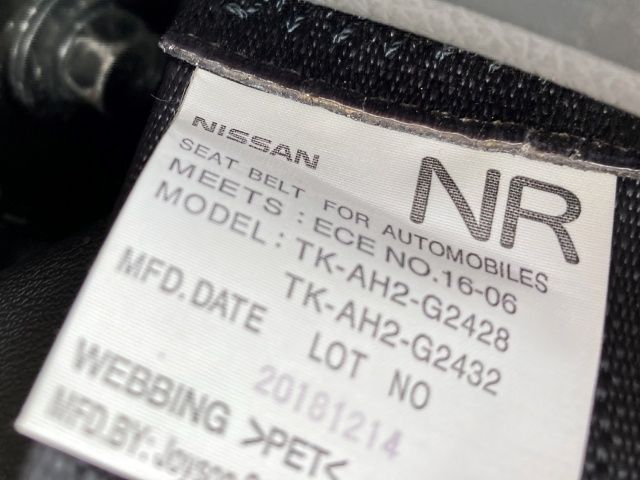 NISSAN
NR
SEAT BELT FOR AUTOMOBILES
MEETS : ECE NO.16-06
MODEL : TK-AH2-G2428
TK-AH2-G2432
MFD.DATE LOT NO
20181214
WEBBING >PET<
MFD.BY: Joyson